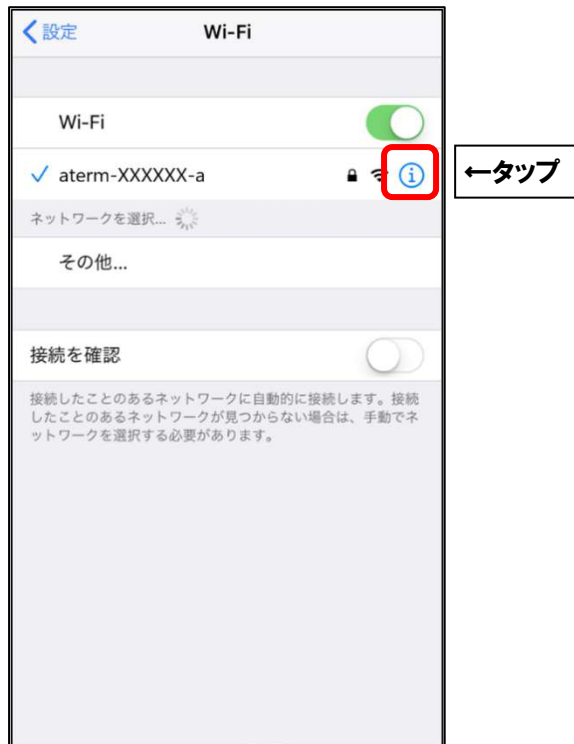 設定 Wi-Fi
Wi-Fi
aterm-XXXXXX-a
←タップ
ネットワークを選択...
その他...
接続を確認
接続したことのあるネットワークに自動的に接続します。接続
したことのあるネットワークが見つからない場合は、手動でネ
ットワークを選択する必要があります。